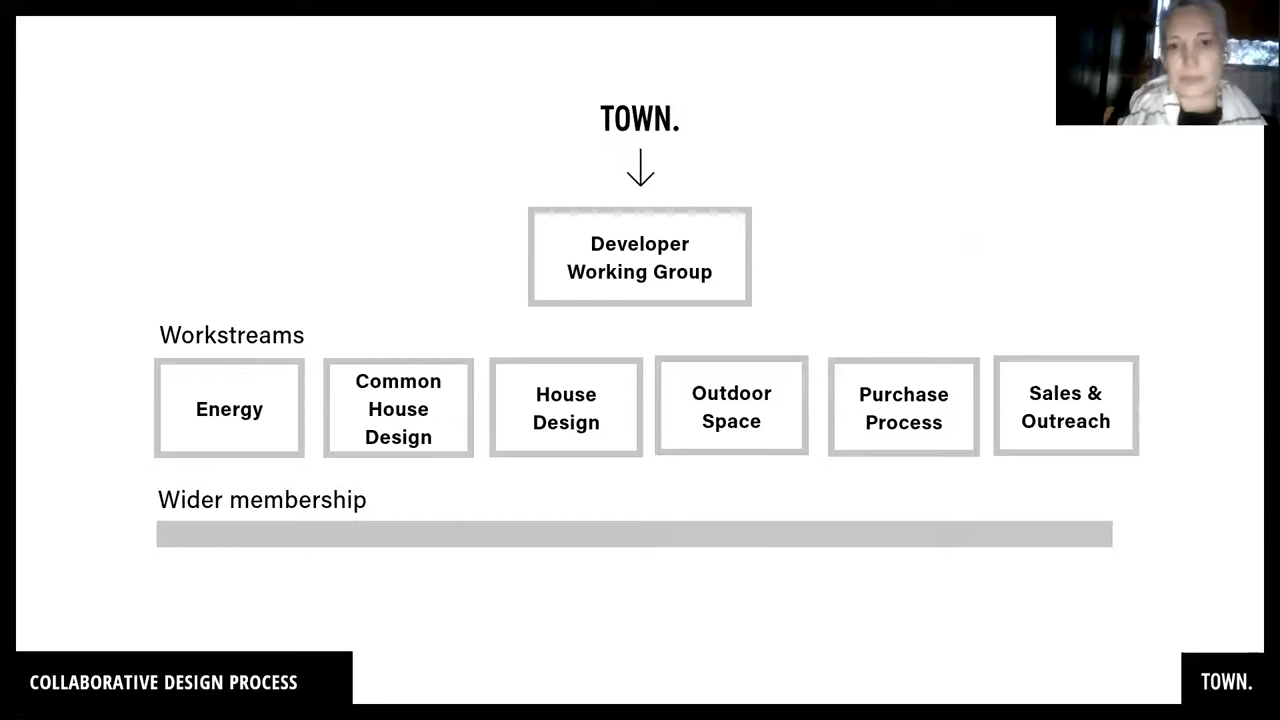 TOWN.
Developer
Working Group
Workstreams
Energy
Common
House
Design
House
Design
Outdoor
Space
Purchase
Process
Sales &
Outreach
Wider membership
COLLABORATIVE DESIGN PROCESS
TOWN.